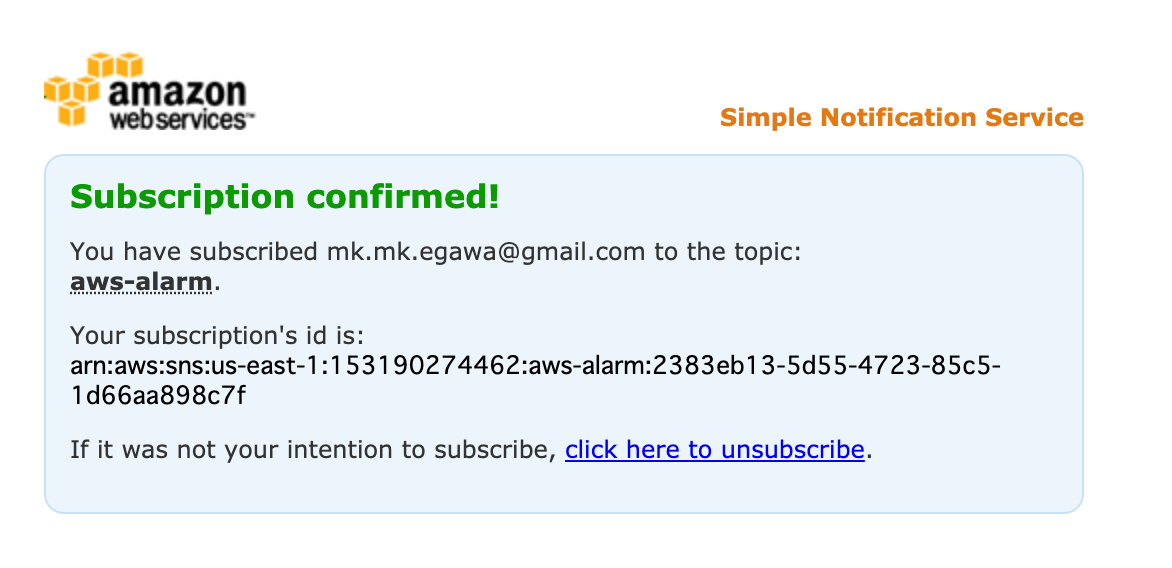 amazon
webservices™
Simple Notification Service
Subscription confirmed!
You have subscribed mk.mk.egawa@gmail.com to the topic:
aws-alarm.
Your subscription's id is:
arn:aws:sns:us-east-1:153190274462:aws-alarm:2383eb13-5d55-4723-85c5-
1d66aa898c7f
If it was not your intention to subscribe, click here to unsubscribe.